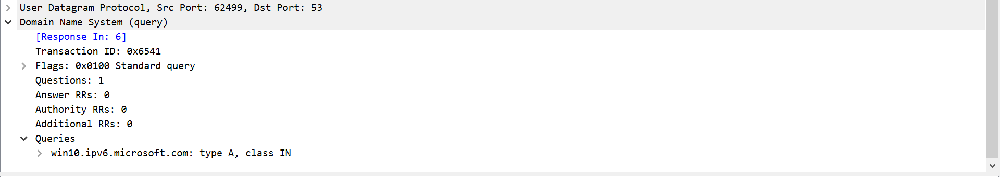 User Datagram Protocol, Src Port: 62499, Dst Port: 53
Domain Name System (query)
[Response In: 6]
Transaction ID: 0x6541
Flags: 0x0100 Standard query
Questions: 1
Answer RRs: 0
Authority RRs: 0
Additional RRs: 0
Queries
win10.ipv6.microsoft.com: type A, class IN